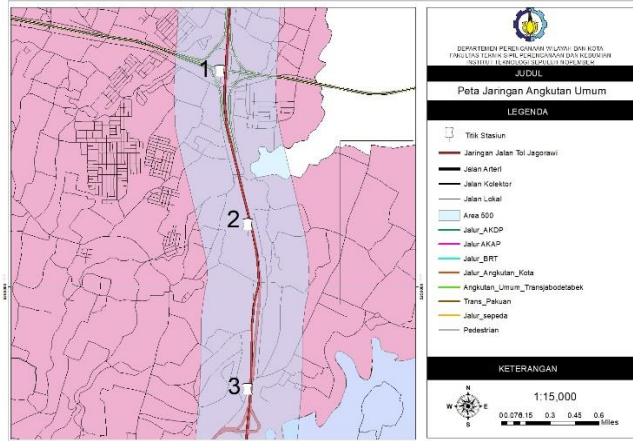 1
2
3
DEPARTEMEN PERENCANAAN WILAYAH DAN KOTA
FAKULTAS TEKNIK SIPIL PERENCANAAN DAN KEBUMIAN
INSTITUT TEKNOLOGI SEPULUH NOPEMBER
JUDUL
Peta Jaringan Angkutan Umum
LEGENDA
Titik Stasiun
Jaringan Jalan Tol Jagorawi
Jalan Arteri
Jalan Kolektor
Jalan Lokal
Area 500
Jalur_AKDP
Jalur AKAP
Jalur_BRT
Jalur_Angkutan_Kota
Angkutan_Umum_Transjabodetabek
Trans_Pakuan
Jalur_sepeda
Pedestrian
KETERANGAN
N
W E
S
1:15,000
0.3 0.45 0.6
Miles